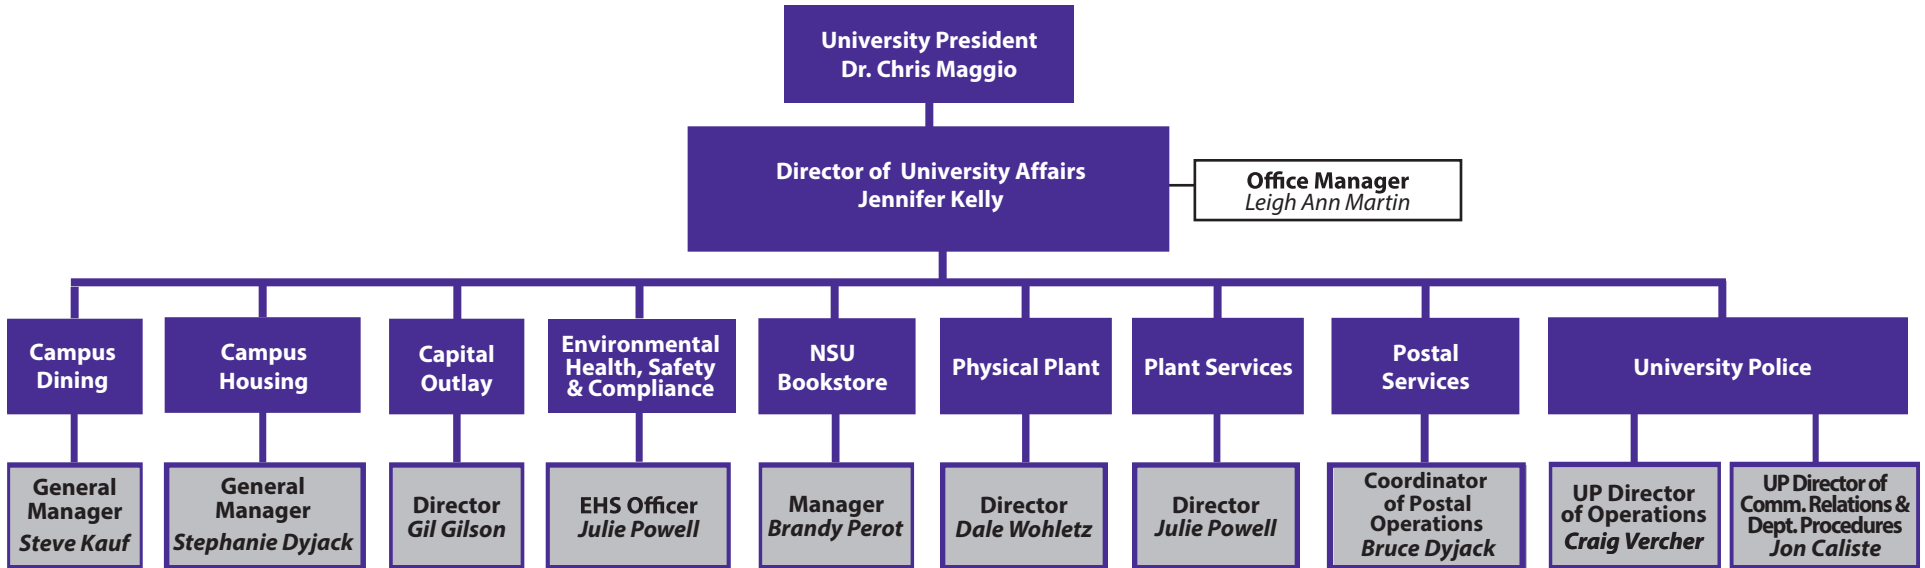 University President
Dr. Chris Maggio
Director of University Affairs
Jennifer Kelly
Office Manager
Leigh Ann Martin
Campus
Dining
Campus
Housing
Capital
Outlay
Environmental
Health, Safety
& Compliance
NSU
Bookstore
Physical Plant
Plant Services
Postal
Services
University Police
General
Manager
Steve Kauf
General
Manager
Stephanie Dyjack
Director
Gil Gilson
EHS Officer
Julie Powell
Manager
Brandy Perot
Director
Dale Wohletz
Director
Julie Powell
Coordinator
of Postal
Operations
Bruce Dyjack
UP Director
of Operations
Craig Vercher
UP Director of
Comm. Relations &
Dept. Procedures
Jon Caliste